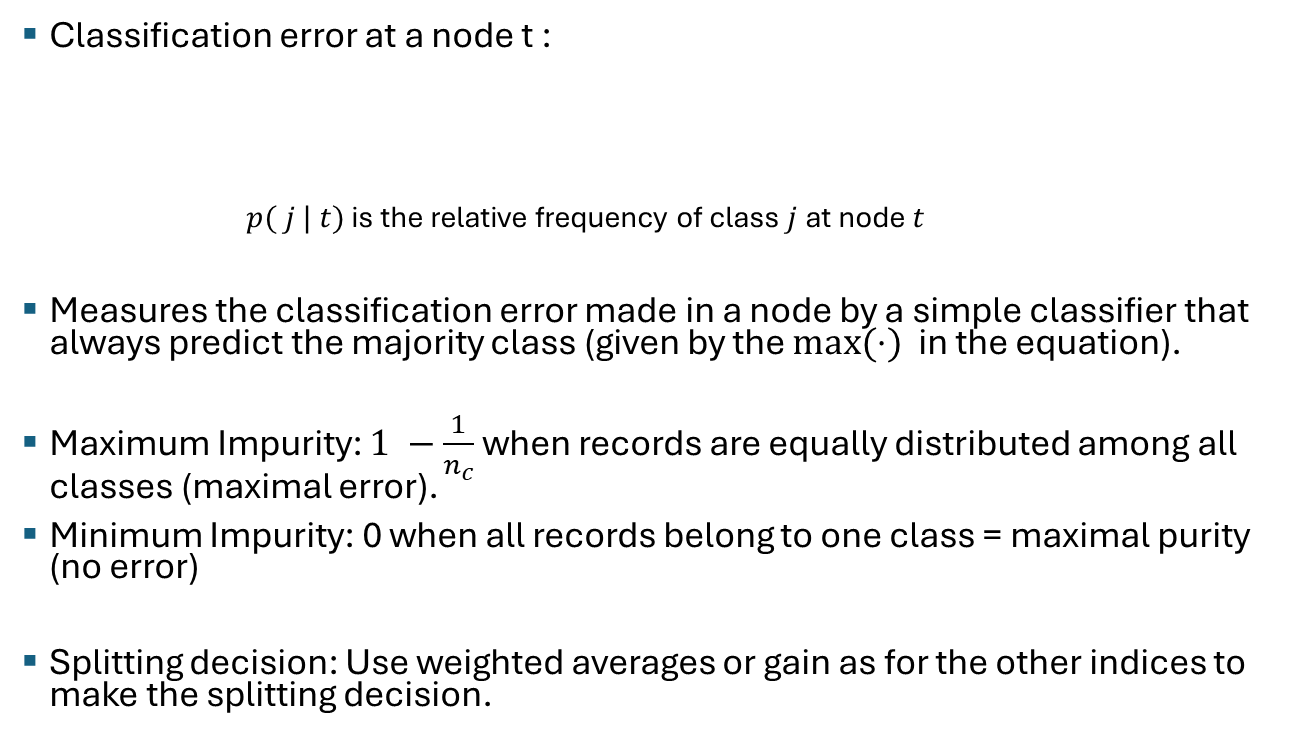 ▪ Classification error at a node t :
p( j | t) is the relative frequency of class j at node t
▪ Measures the classification error made in a node by a simple classifier that
always predict the majority class (given by the max(·) in the equation).
▪ Maximum Impurity: 1 − 1/n_c when records are equally distributed among all
classes (maximal error).
▪ Minimum Impurity: 0 when all records belong to one class = maximal purity
(no error)
▪ Splitting decision: Use weighted averages or gain as for the other indices to
make the splitting decision.